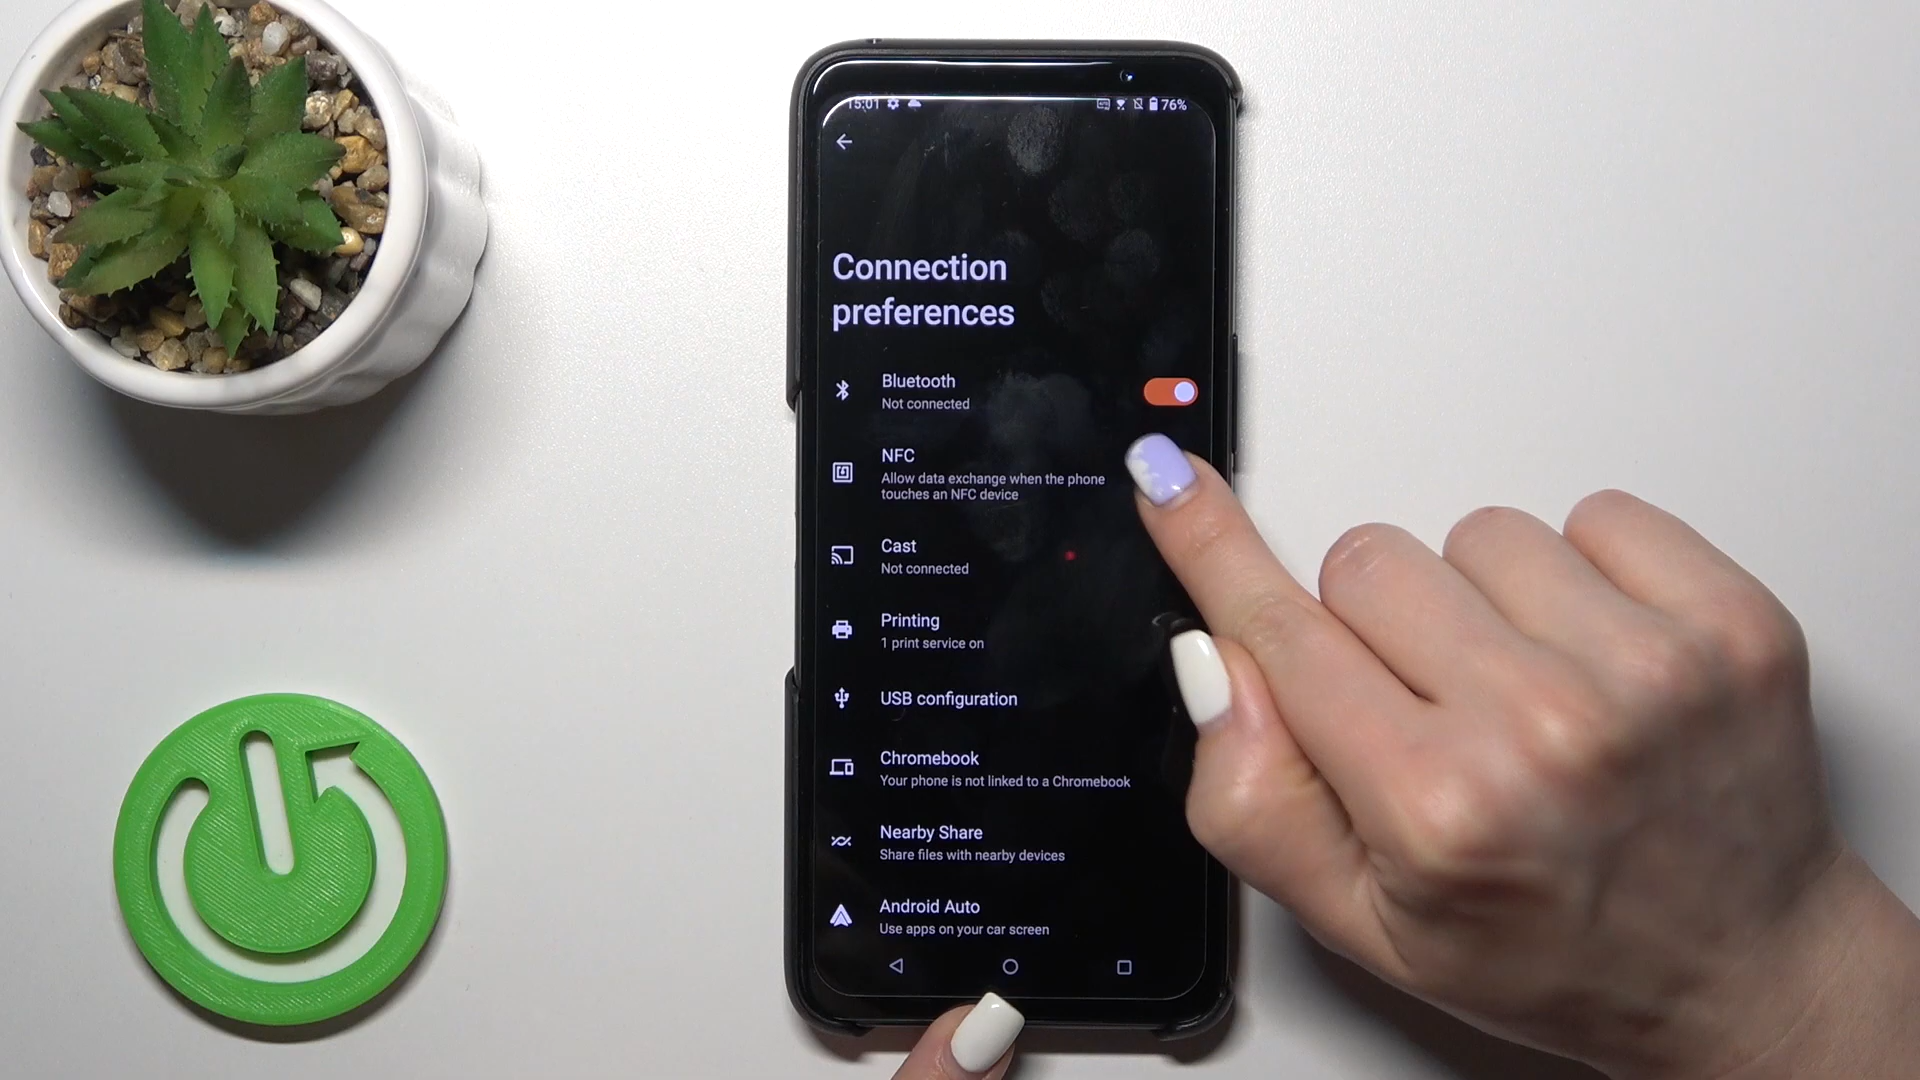 15:01 76%
Connection
preferences
Bluetooth
Not connected
NFC
Allow data exchange when the phone
touches an NFC device
Cast
Not connected
Printing
1 print service on
USB configuration
Chromebook
Your phone is not linked to a Chromebook
Nearby Share
Share files with nearby devices
Android Auto
Use apps on your car screen